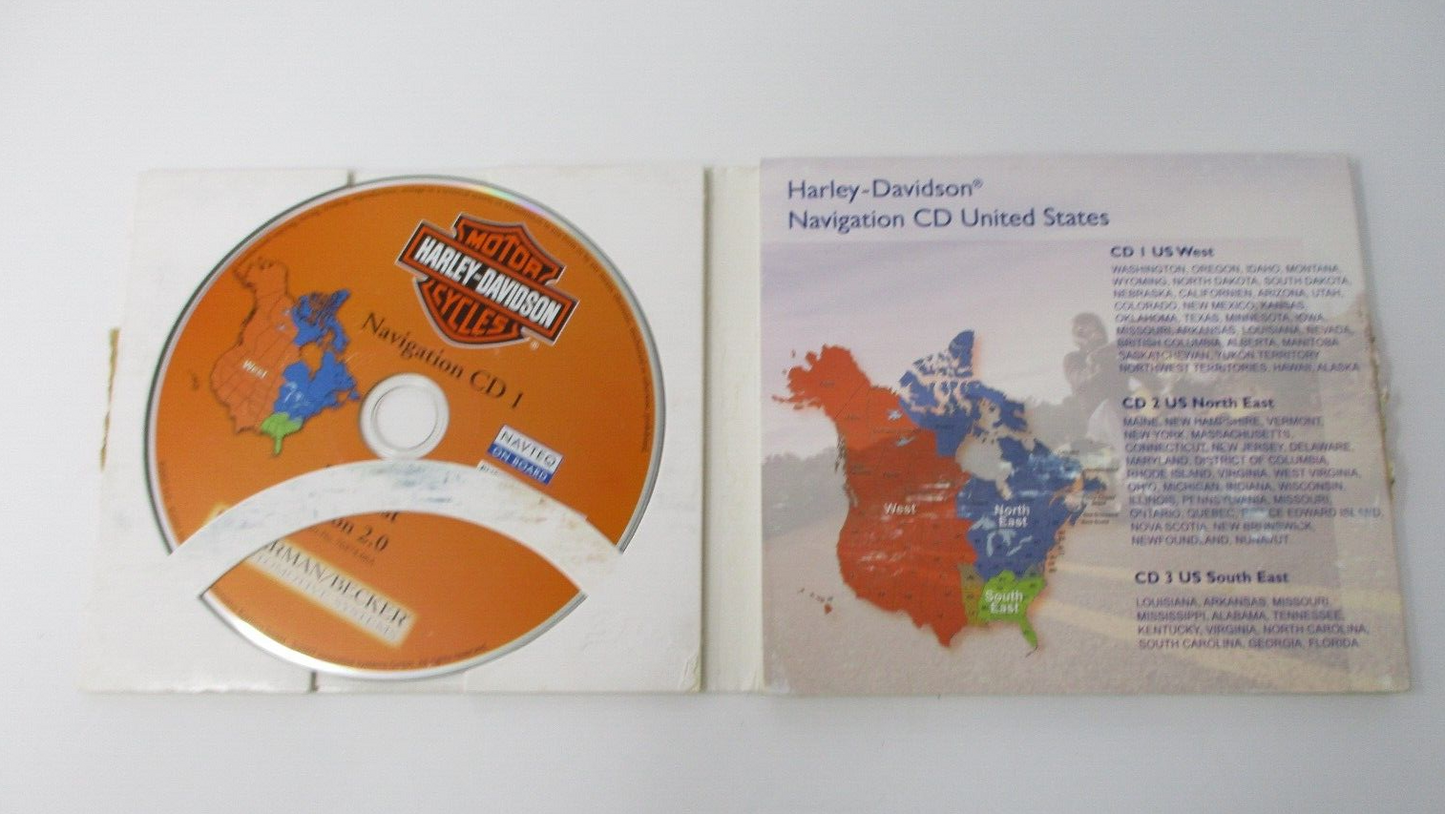 MOTOR
HARLEY-DAVIDSON
CYCLES
Navigation CD 1
West
NAVTEQ
ON BOARD
2.0
RMAN/BECKER
Harley-Davidson®
Navigation CD United States
CD 1 US West
WASHINGTON, OREGON, IDAHO, MONTANA,
WYOMING, NORTH DAKOTA, SOUTH DAKOTA,
NEBRASKA, CALIFORNIEN, ARIZONA, UTAH,
COLORADO, NEW MEXICO, KANSAS,
OKLAHOMA, TEXAS, MINNESOTA, IOWA,
MISSOURI, ARKANSAS, LOUISIANA, NEVADA,
BRITISH COLUMBIA, ALBERTA, MANITOBA
SASKATCHEWAN, YUKON TERRITORY
NORTHWEST TERRITORIES, HAWAII, ALASKA
CD 2 US North East
MAINE, NEW HAMPSHIRE, VERMONT,
NEW YORK, MASSACHUSETTS,
CONNECTICUT, NEW JERSEY, DELAWARE,
MARYLAND, DISTRICT OF COLUMBIA,
RHODE ISLAND, VIRGINIA, WEST VIRGINIA,
OHIO, MICHIGAN, INDIANA, WISCONSIN,
ILLINOIS, PENNSYLVANIA, MISSOURI,
ONTARIO, QUEBEC, EDWARD
NOVA SCOTIA, NEW BRUNSWICK,
NEWFOUNDLAND, NUNAVUT
CD 3 US South East
LOUISIANA, ARKANSAS, MISSOURI,
MISSISSIPPI, ALABAMA, TENNESSEE,
KENTUCKY, VIRGINIA, NORTH CAROLINA,
SOUTH CAROLINA, GEORGIA, FLORIDA
West
North
East
South
East